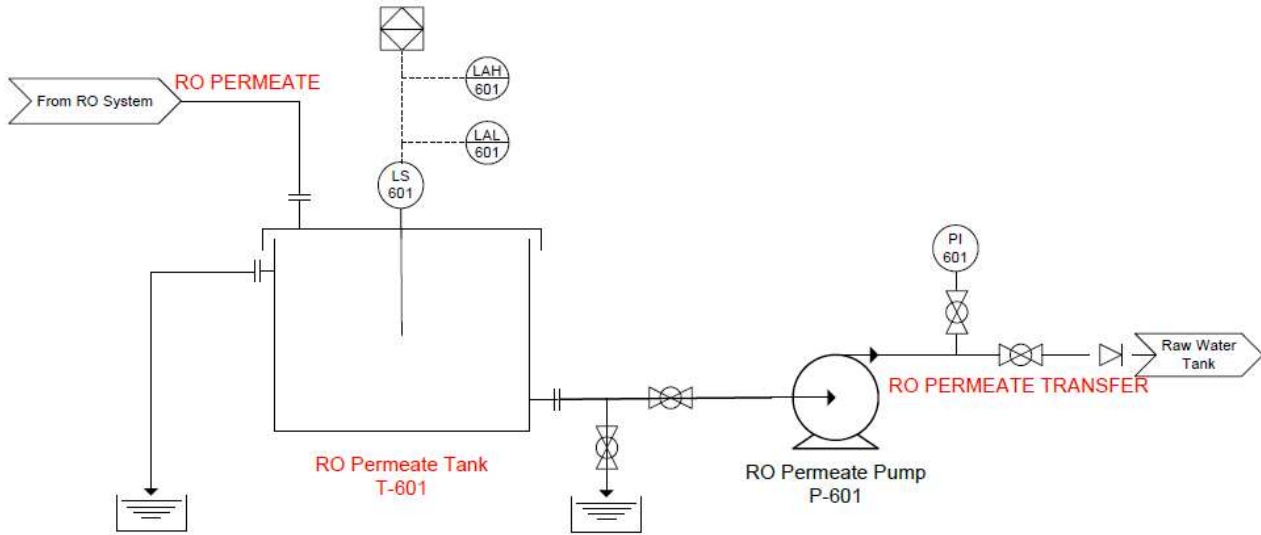 RO PERMEATE
From RO System
LAH
601
LAL
601
LS
601
PI
601
Raw Water
Tank
RO PERMEATE TRANSFER
RO Permeate Tank
T-601
RO Permeate Pump
P-601